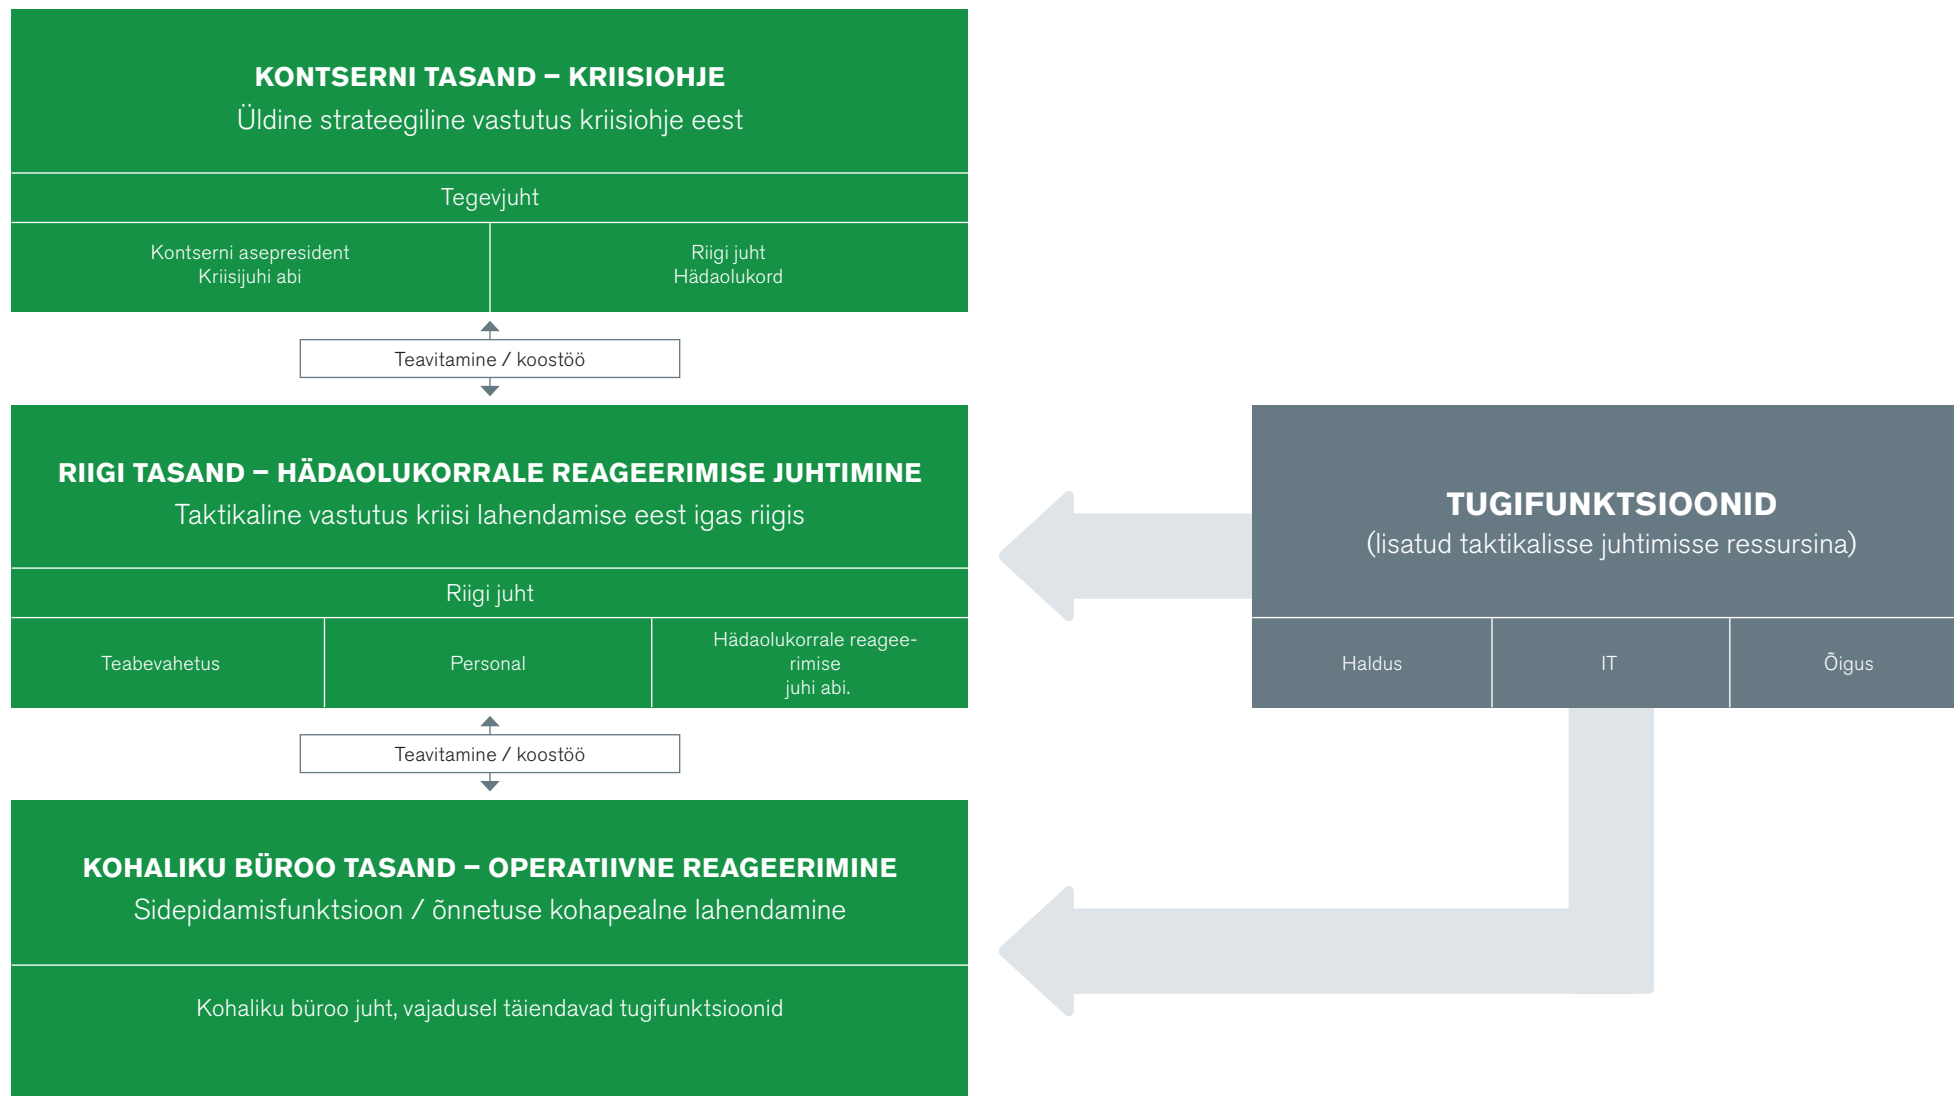 KONTSERNI TASAND – KRIISIOHJE
Üldine strateegiline vastutus kriisiohje eest
Tegevjuht
Kontserni asepresident
Kriisijuhi abi
Riigi juht
Hädaolukord
Teavitamine / koostöö
RIIGI TASAND – HÄDAOLUKORRALE REAGEERIMISE JUHTIMINE
Taktikaline vastutus kriisi lahendamise eest igas riigis
Riigi juht
Teabevahetus
Personal
Hädaolukorrale reagee-
rimise
juhi abi.
TUGIFUNKTSIOONID
(lisatud taktikalisse juhtimisse ressursina)
Haldus
IT
Õigus
Teavitamine / koostöö
KOHALIKU BÜROO TASAND – OPERATIIVNE REAGEERIMINE
Sidepidamisfunktsioon / õnnetuse kohapealne lahendamine
Kohaliku büroo juht, vajadusel täiendavad tugifunktsioonid